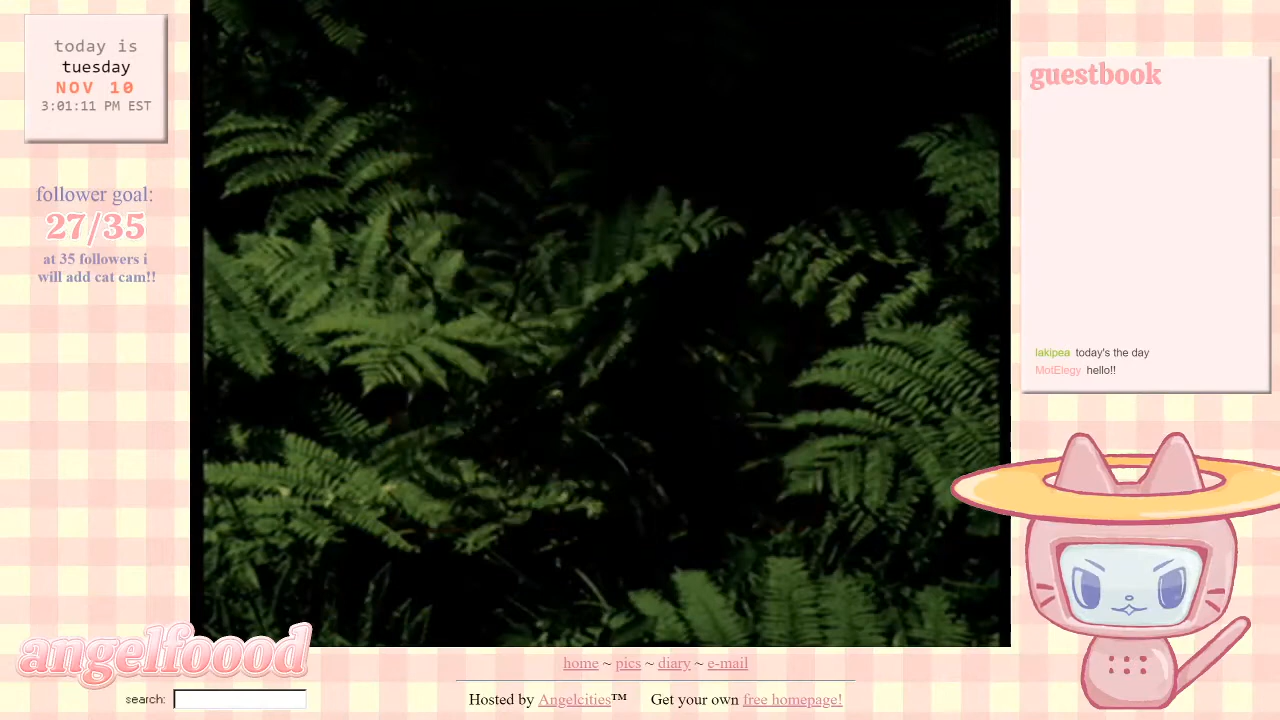 today is
tuesday
NOV 10
3:01:11 PM EST
follower goal:
27/35
at 35 followers i
will add cat cam!!
guestbook
lakipea today's the day
MotElegy hello!!
angelfoood
search:
home ~ pics ~ diary ~ e-mail
Hosted by Angelcities™ Get your own free homepage!